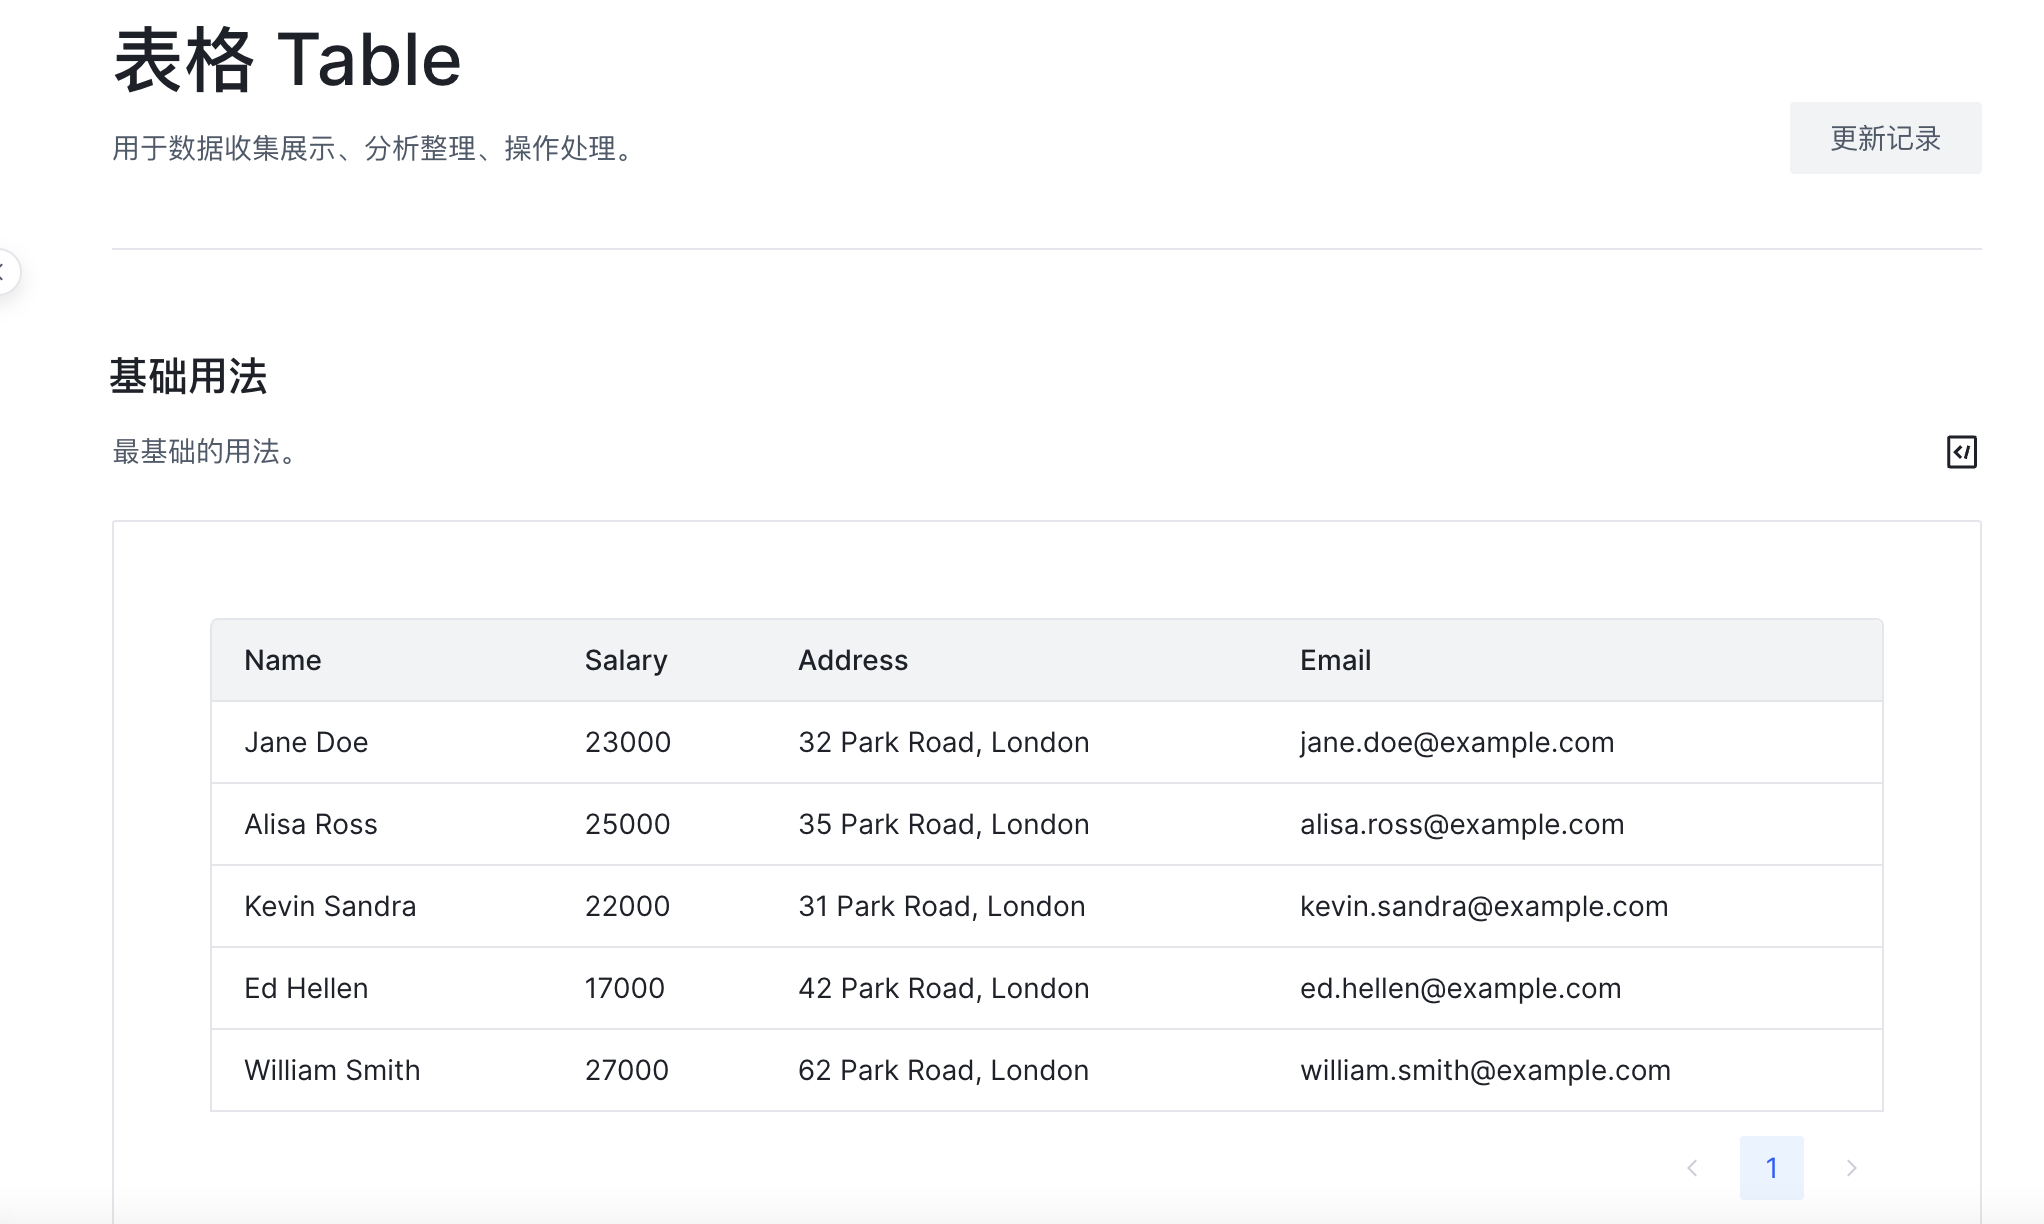 表格 Table
用于数据收集展示、分析整理、操作处理。
更新记录
基础用法
最基础的用法。
Name Salary Address Email
Jane Doe 23000 32 Park Road, London jane.doe@example.com
Alisa Ross 25000 35 Park Road, London alisa.ross@example.com
Kevin Sandra 22000 31 Park Road, London kevin.sandra@example.com
Ed Hellen 17000 42 Park Road, London ed.hellen@example.com
William Smith 27000 62 Park Road, London william.smith@example.com
1